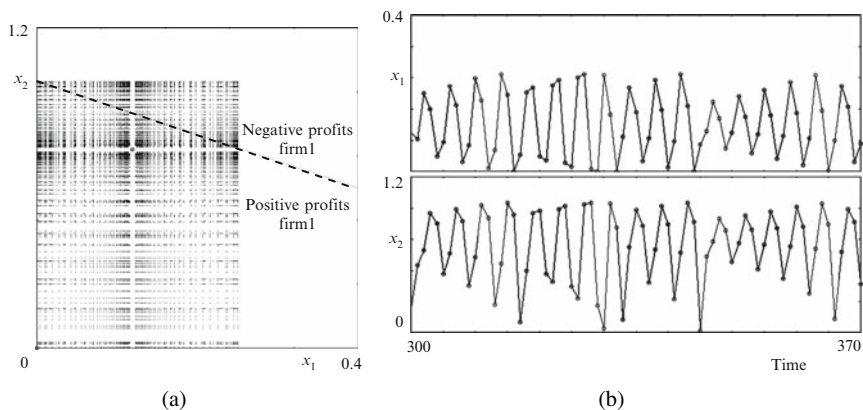 1.2
x2
Negative profits
firm1
Positive profits
firm1
0
x1
0.4
(a)
0.4
x1
1.2
x2
0
300
370
Time
(b)